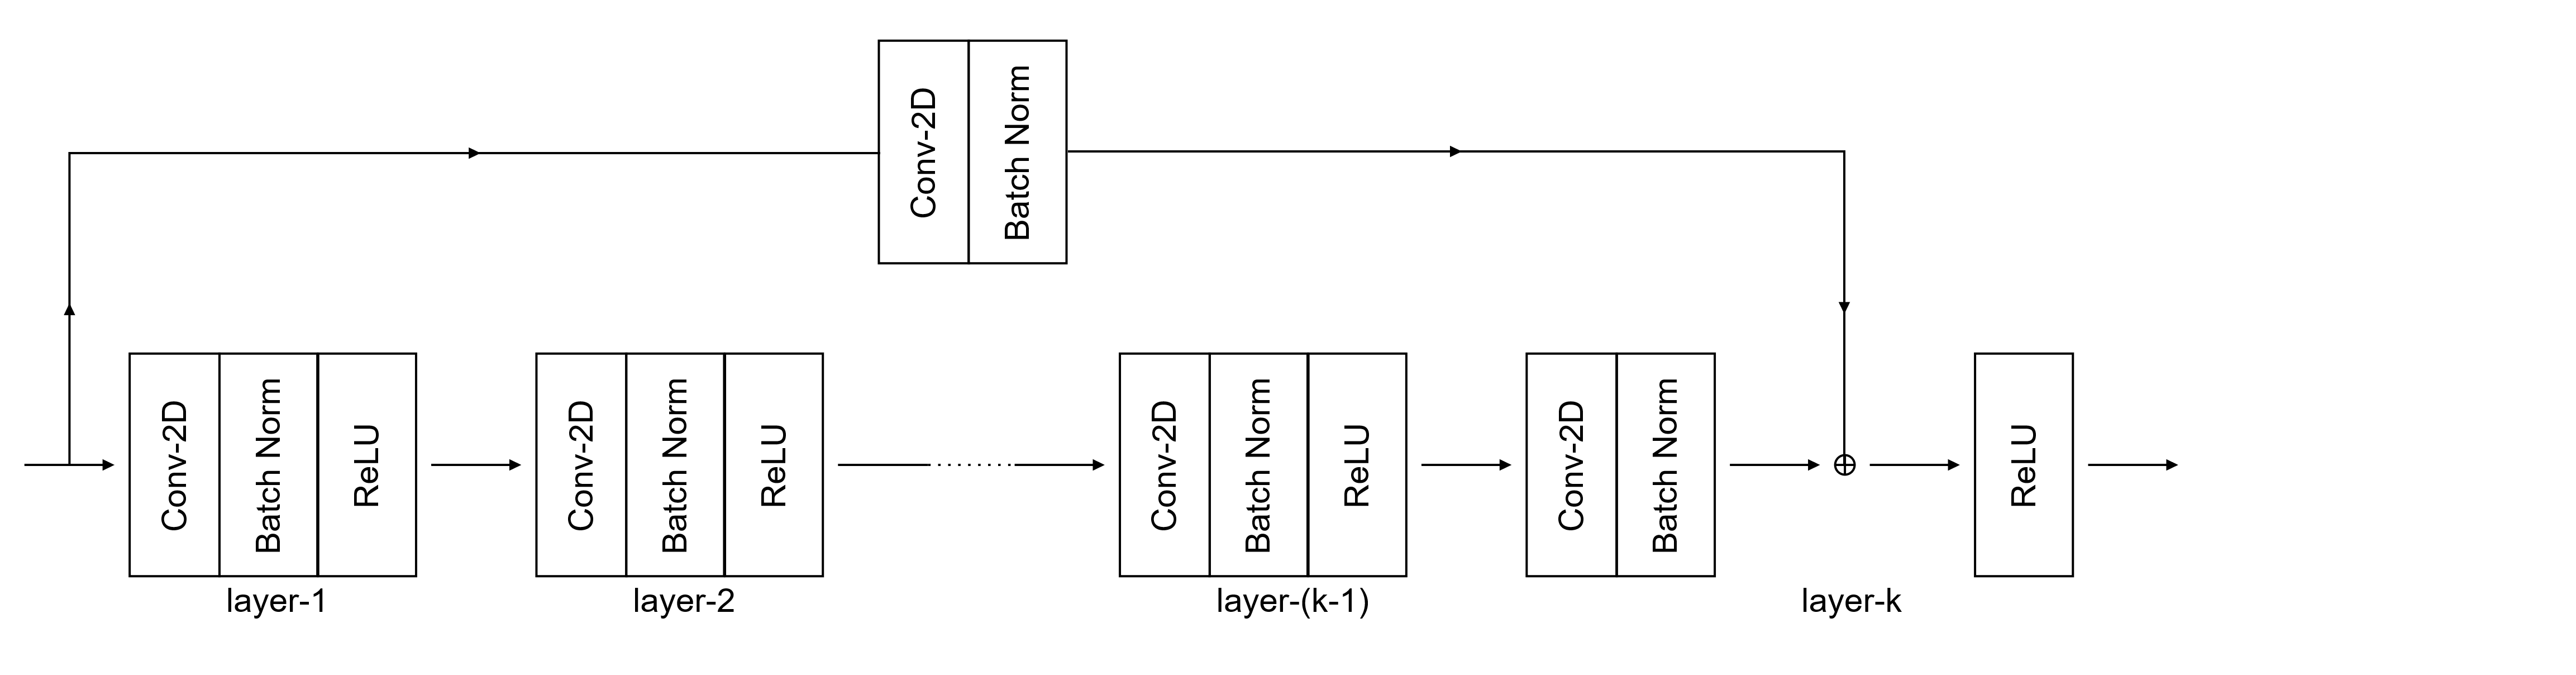 Conv-2D
Batch Norm
Conv-2D
Batch Norm
ReLU
layer-1
Conv-2D
Batch Norm
ReLU
layer-2
Conv-2D
Batch Norm
ReLU
layer-(k-1)
Conv-2D
Batch Norm
ReLU
layer-k